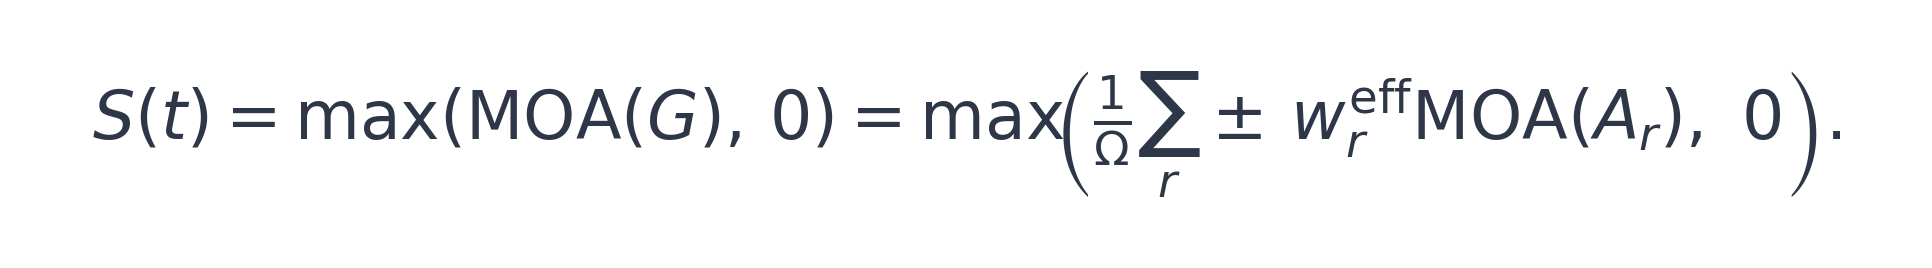 S(t) = max(MOA(G), 0) = max( 1/Ω ∑_r ± w_r^eff MOA(A_r), 0 ).